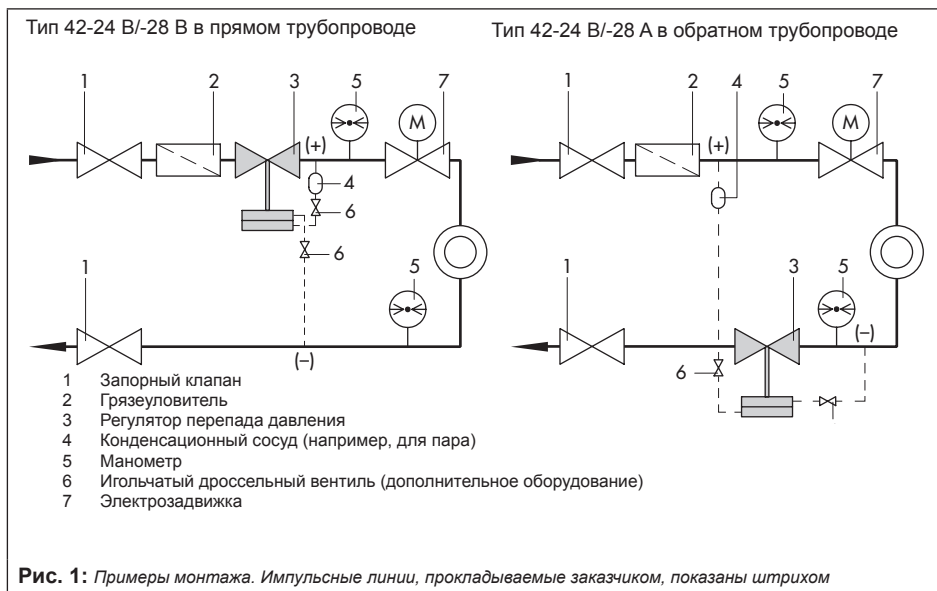 Тип 42-24 B/-28 B в прямом трубопроводе
1 2 3 5 7
M
(+)
4
6
6
1 5
(–)
Тип 42-24 B/-28 A в обратном трубопроводе
1 2 4 5 7
(+) M
1 3 5
(–)
6
1 Запорный клапан
2 Грязеуловитель
3 Регулятор перепада давления
4 Конденсационный сосуд (например, для пара)
5 Манометр
6 Игольчатый дроссельный вентиль (дополнительное оборудование)
7 Электрозадвижка
Рис. 1: Примеры монтажа. Импульсные линии, прокладываемые заказчиком, показаны штрихом